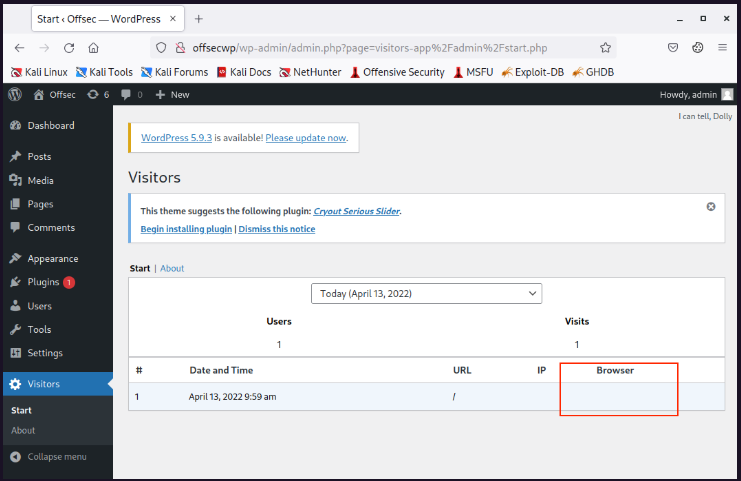 Start ‹ Offsec — WordPress
offsecwp/wp-admin/admin.php?page=visitors-app%2Fadmin%2Fstart.php
Kali Linux Kali Tools Kali Forums Kali Docs NetHunter Offensive Security MSFU Exploit-DB GHDB
Offsec 6 0 New Howdy, admin
I can tell, Dolly
Dashboard
Posts
Media
Pages
Comments
Appearance
Plugins 1
Users
Tools
Settings
Visitors
Start
About
Collapse menu
WordPress 5.9.3 is available! Please update now.
Visitors
This theme suggests the following plugin: Cryout Serious Slider.
Begin installing plugin | Dismiss this notice
Start | About
Today (April 13, 2022)
Users Visits
1 1
# Date and Time URL IP Browser
1 April 13, 2022 9:59 am /